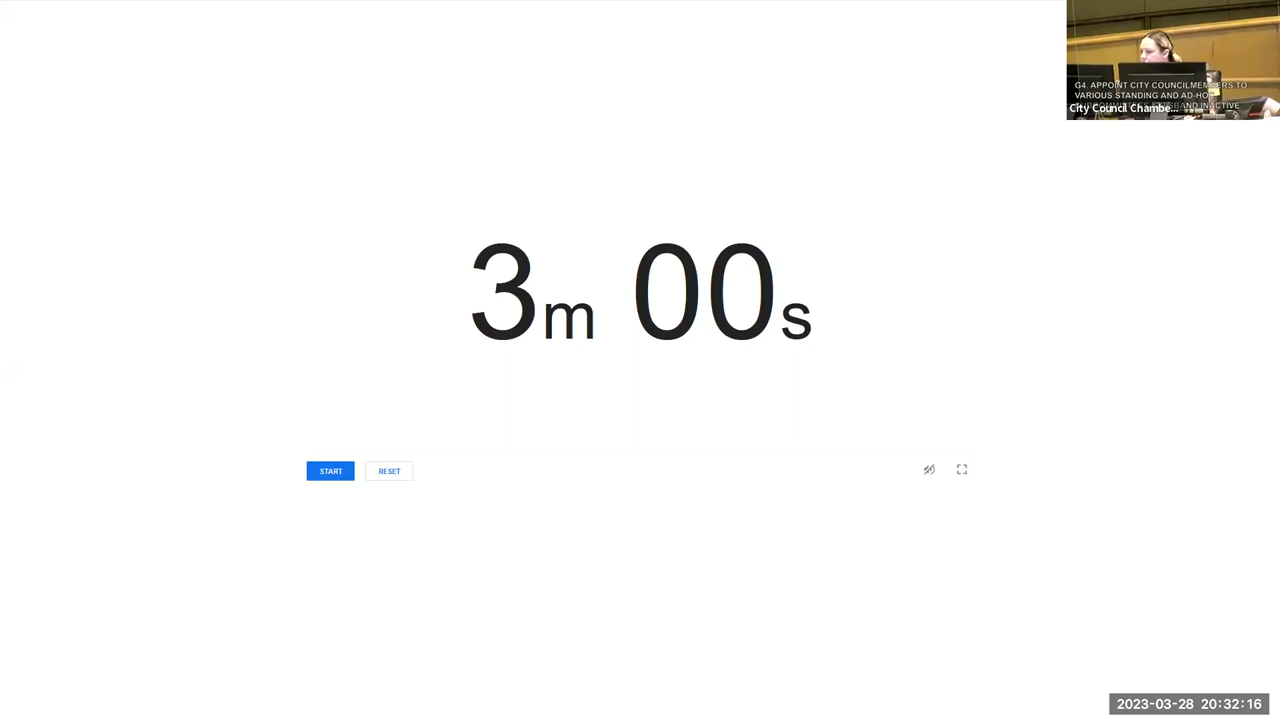 G4. APPOINT CITY COUNCILMEMBERS TO
VARIOUS STANDING AND AD-HOC
INACTIVE
City Council Chambe...
3m 00s
START
RESET
2023-03-28 20:32:16